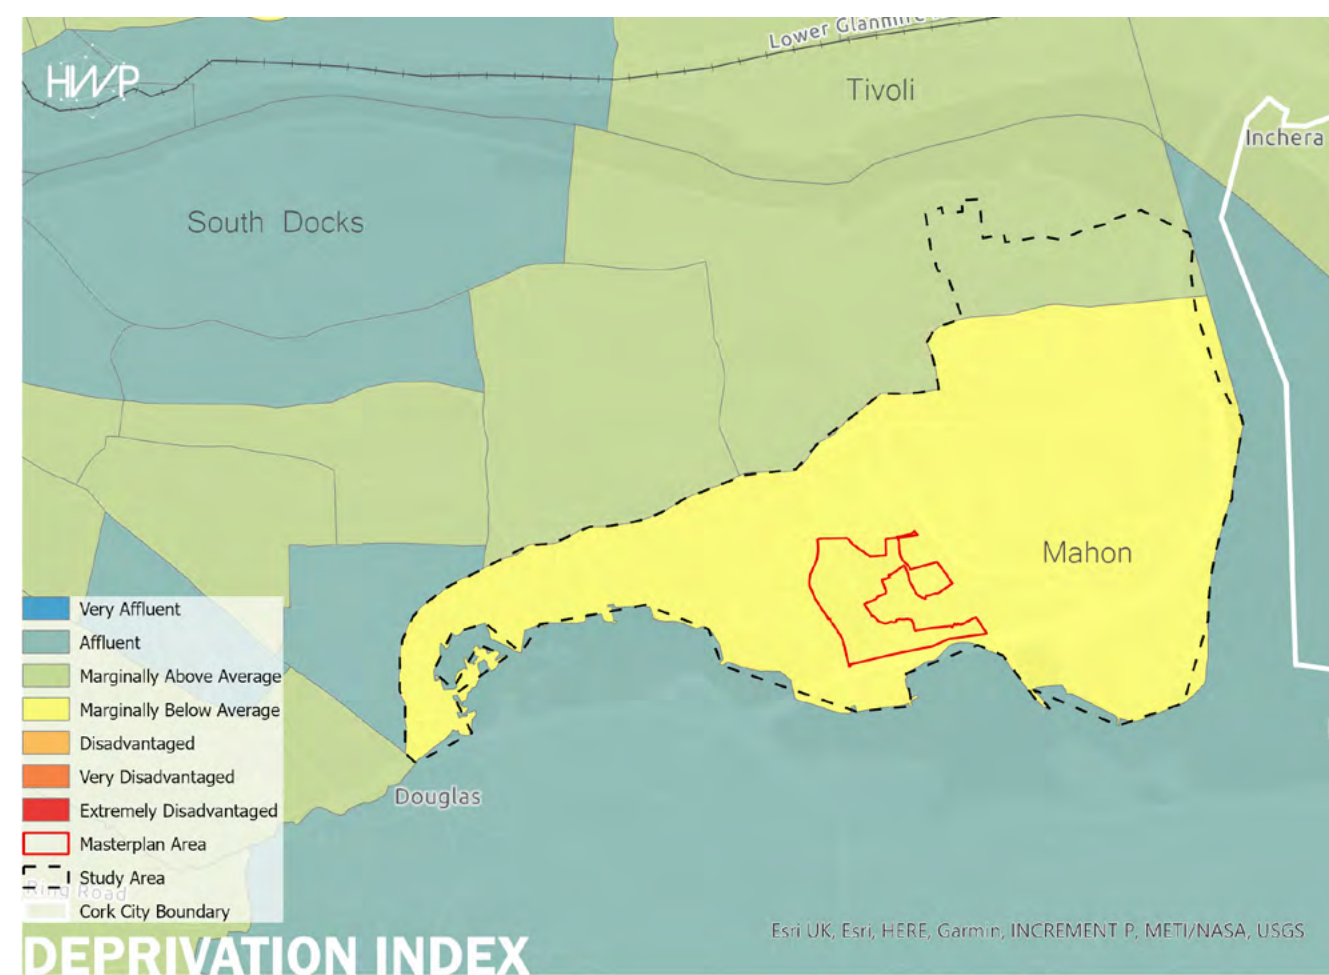 Lower Glanmire
HWP
Tivoli
Inchera
South Docks
Mahon
Very Affluent
Affluent
Marginally Above Average
Marginally Below Average
Disadvantaged
Very Disadvantaged
Extremely Disadvantaged
Douglas
Masterplan Area
Study Area
Ring Road
Cork City Boundary
Esri UK, Esri, HERE, Garmin, INCREMENT P, METI/NASA, USGS
DEPRIVATION INDEX